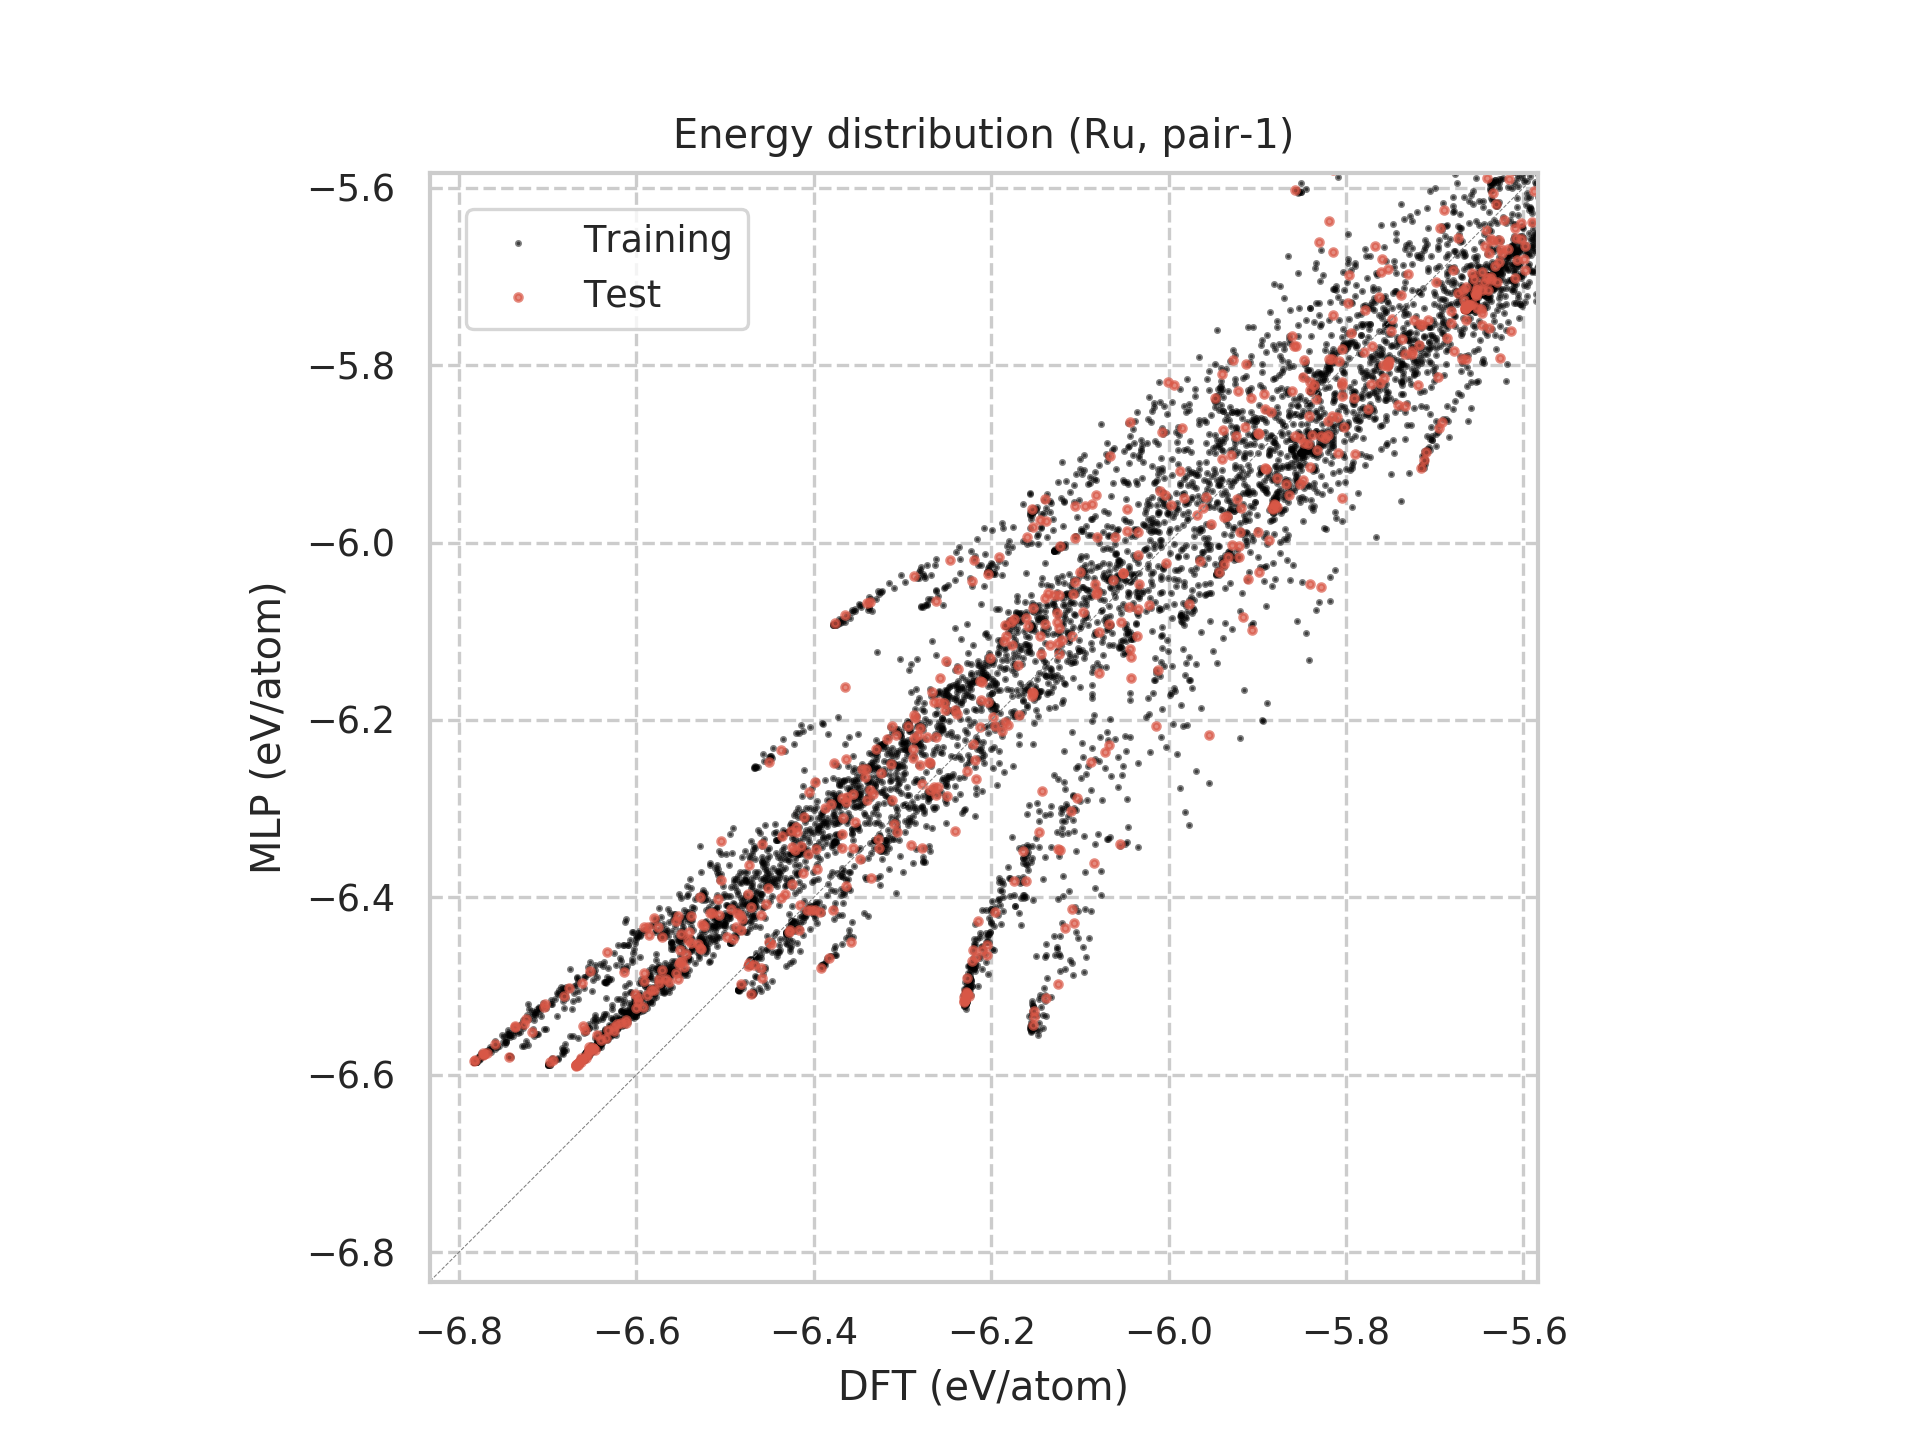 Energy distribution (Ru, pair-1)
−5.6
−5.8
−6.0
−6.2
−6.4
−6.6
−6.8
MLP (eV/atom)
Training
Test
−6.8 −6.6 −6.4 −6.2 −6.0 −5.8 −5.6
DFT (eV/atom)